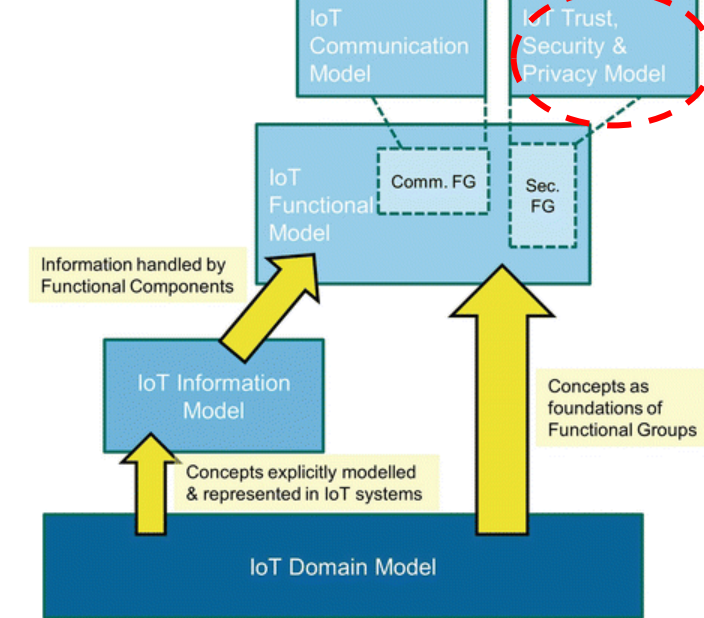 IoT
Communication
Model
IoT Trust,
Security &
Privacy Model
IoT
Functional
Model
Comm. FG
Sec.
FG
Information handled by
Functional Components
IoT Information
Model
Concepts as
foundations of
Functional Groups
Concepts explicitly modelled
& represented in IoT systems
IoT Domain Model